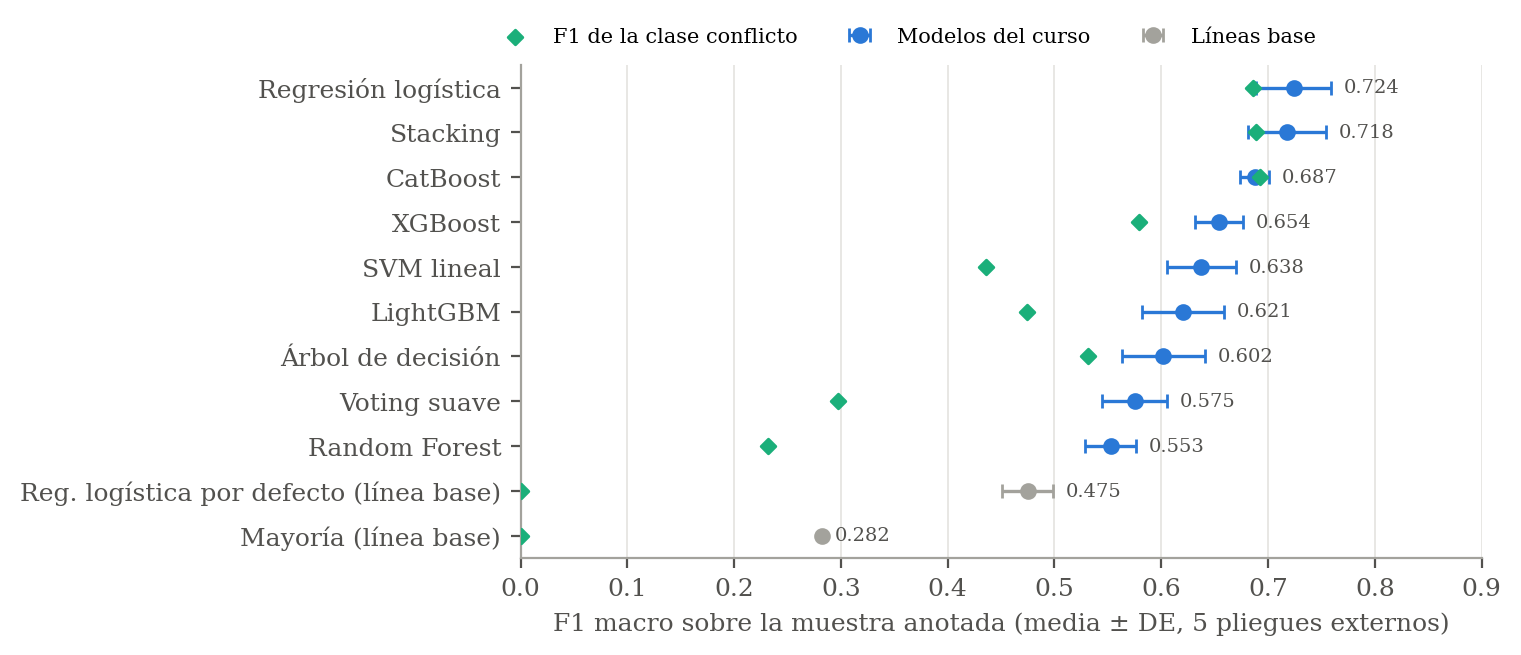 F1 de la clase conflicto Modelos del curso Líneas base
Regresión logística 0.724
Stacking 0.718
CatBoost 0.687
XGBoost 0.654
SVM lineal 0.638
LightGBM 0.621
Árbol de decisión 0.602
Voting suave 0.575
Random Forest 0.553
Reg. logística por defecto (línea base) 0.475
Mayoría (línea base) 0.282
0.0 0.1 0.2 0.3 0.4 0.5 0.6 0.7 0.8 0.9
F1 macro sobre la muestra anotada (media ± DE, 5 pliegues externos)